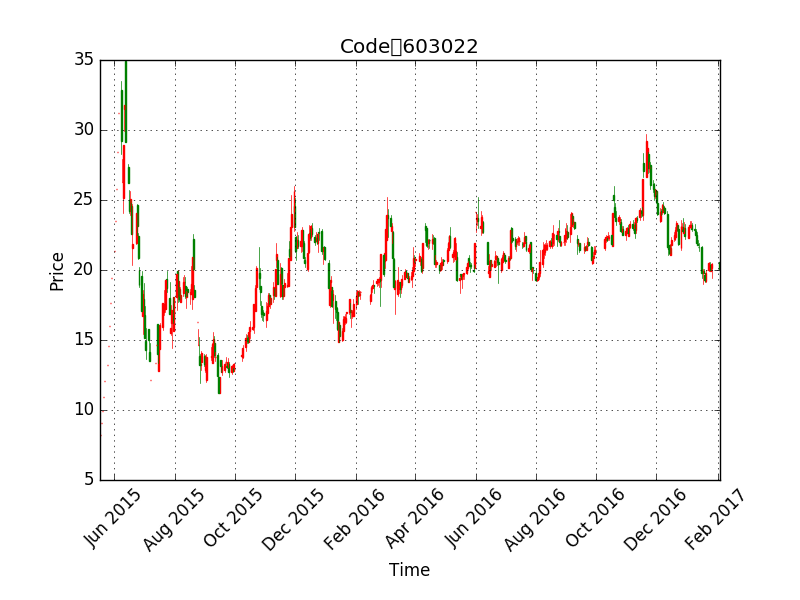 Code▯603022
35
30
25
20
15
10
5
Price
Jun 2015
Aug 2015
Oct 2015
Dec 2015
Feb 2016
Apr 2016
Jun 2016
Aug 2016
Oct 2016
Dec 2016
Feb 2017
Time